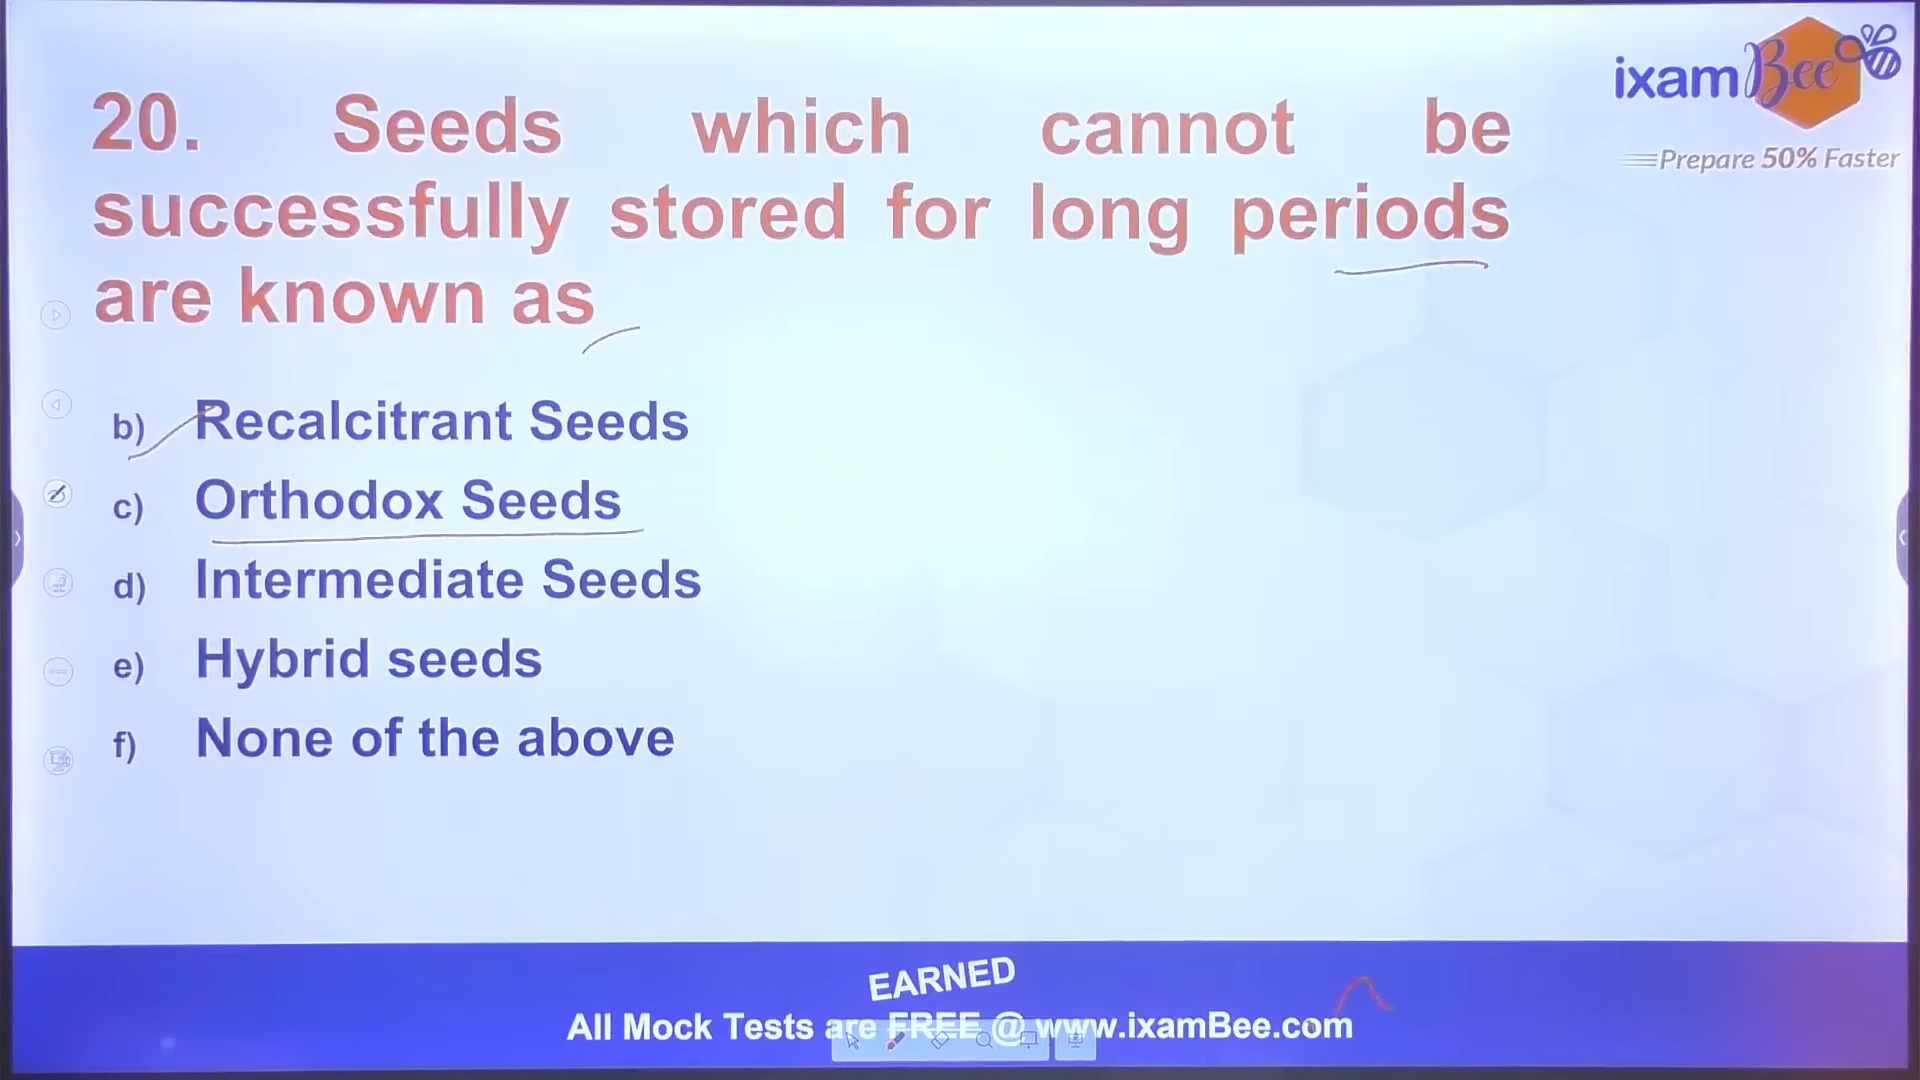 ixamBee
Prepare 50% Faster
20. Seeds which cannot be
successfully stored for long periods
are known as
b) Recalcitrant Seeds
c) Orthodox Seeds
d) Intermediate Seeds
e) Hybrid seeds
f) None of the above
EARNED
All Mock Tests are FREE @ www.ixamBee.com